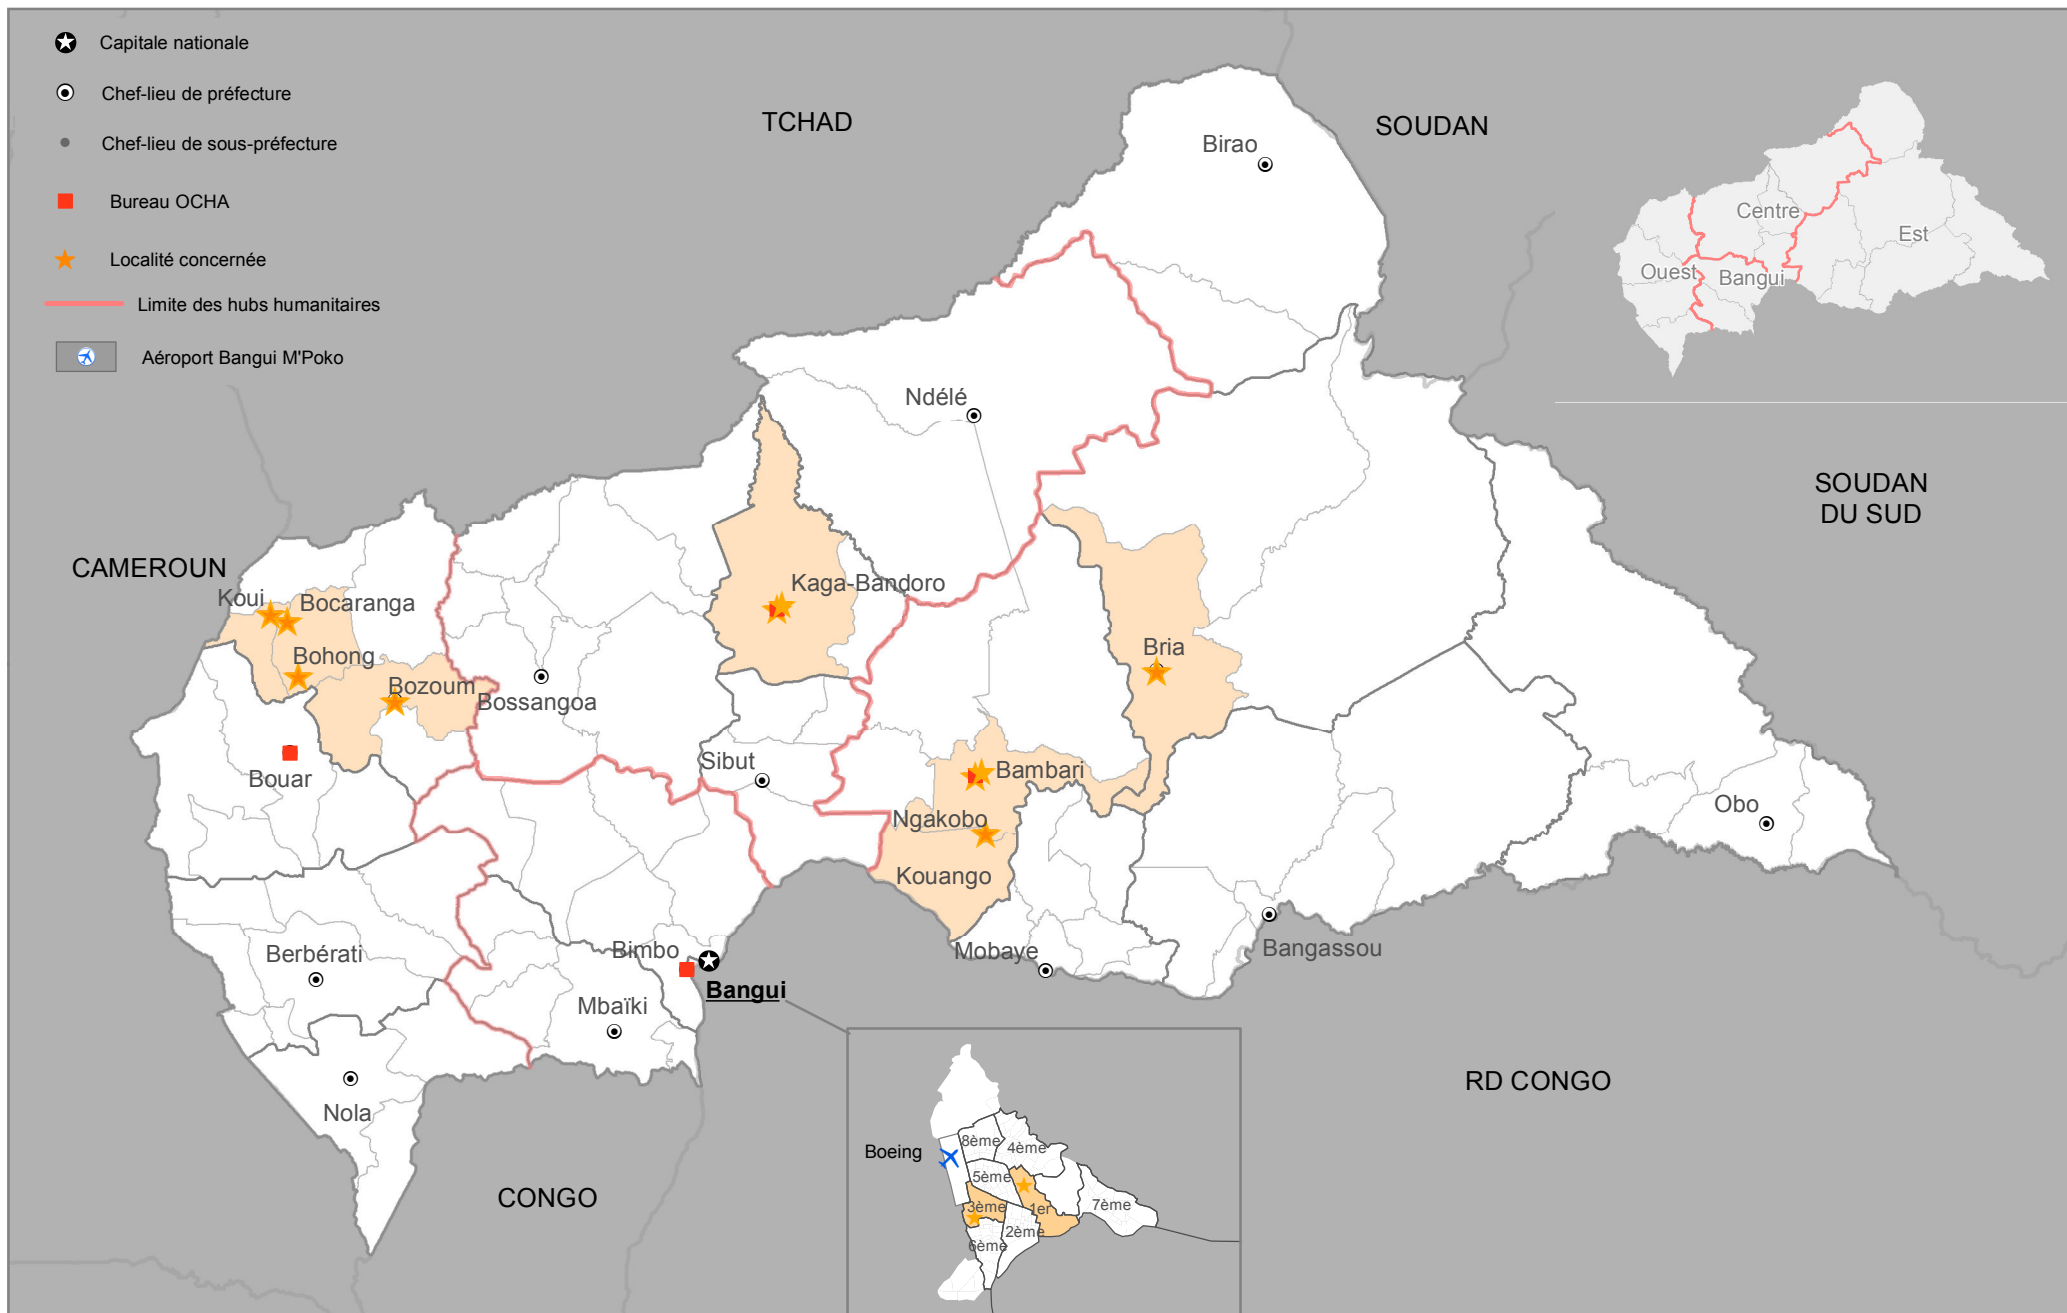 Capitale nationale
Chef-lieu de préfecture
Chef-lieu de sous-préfecture
Bureau OCHA
Localité concernée
Limite des hubs humanitaires
Aéroport Bangui M'Poko
TCHAD
SOUDAN
Birao
Centre
Est
Ouest
Bangui
Ndélé
SOUDAN
DU SUD
CAMEROUN
Kaga-Bandoro
Koui
Bocaranga
Bohong
Bria
Bozoum
Bossangoa
Sibut
Bouar
Bambari
Ngakobo
Obo
Kouango
Bimbo
Berbérati
Mobaye
Bangassou
Bangui
Mbaïki
Nola
RD CONGO
CONGO
Boeing
8ème
4ème
5ème
3ème
1er
7ème
2ème
6ème